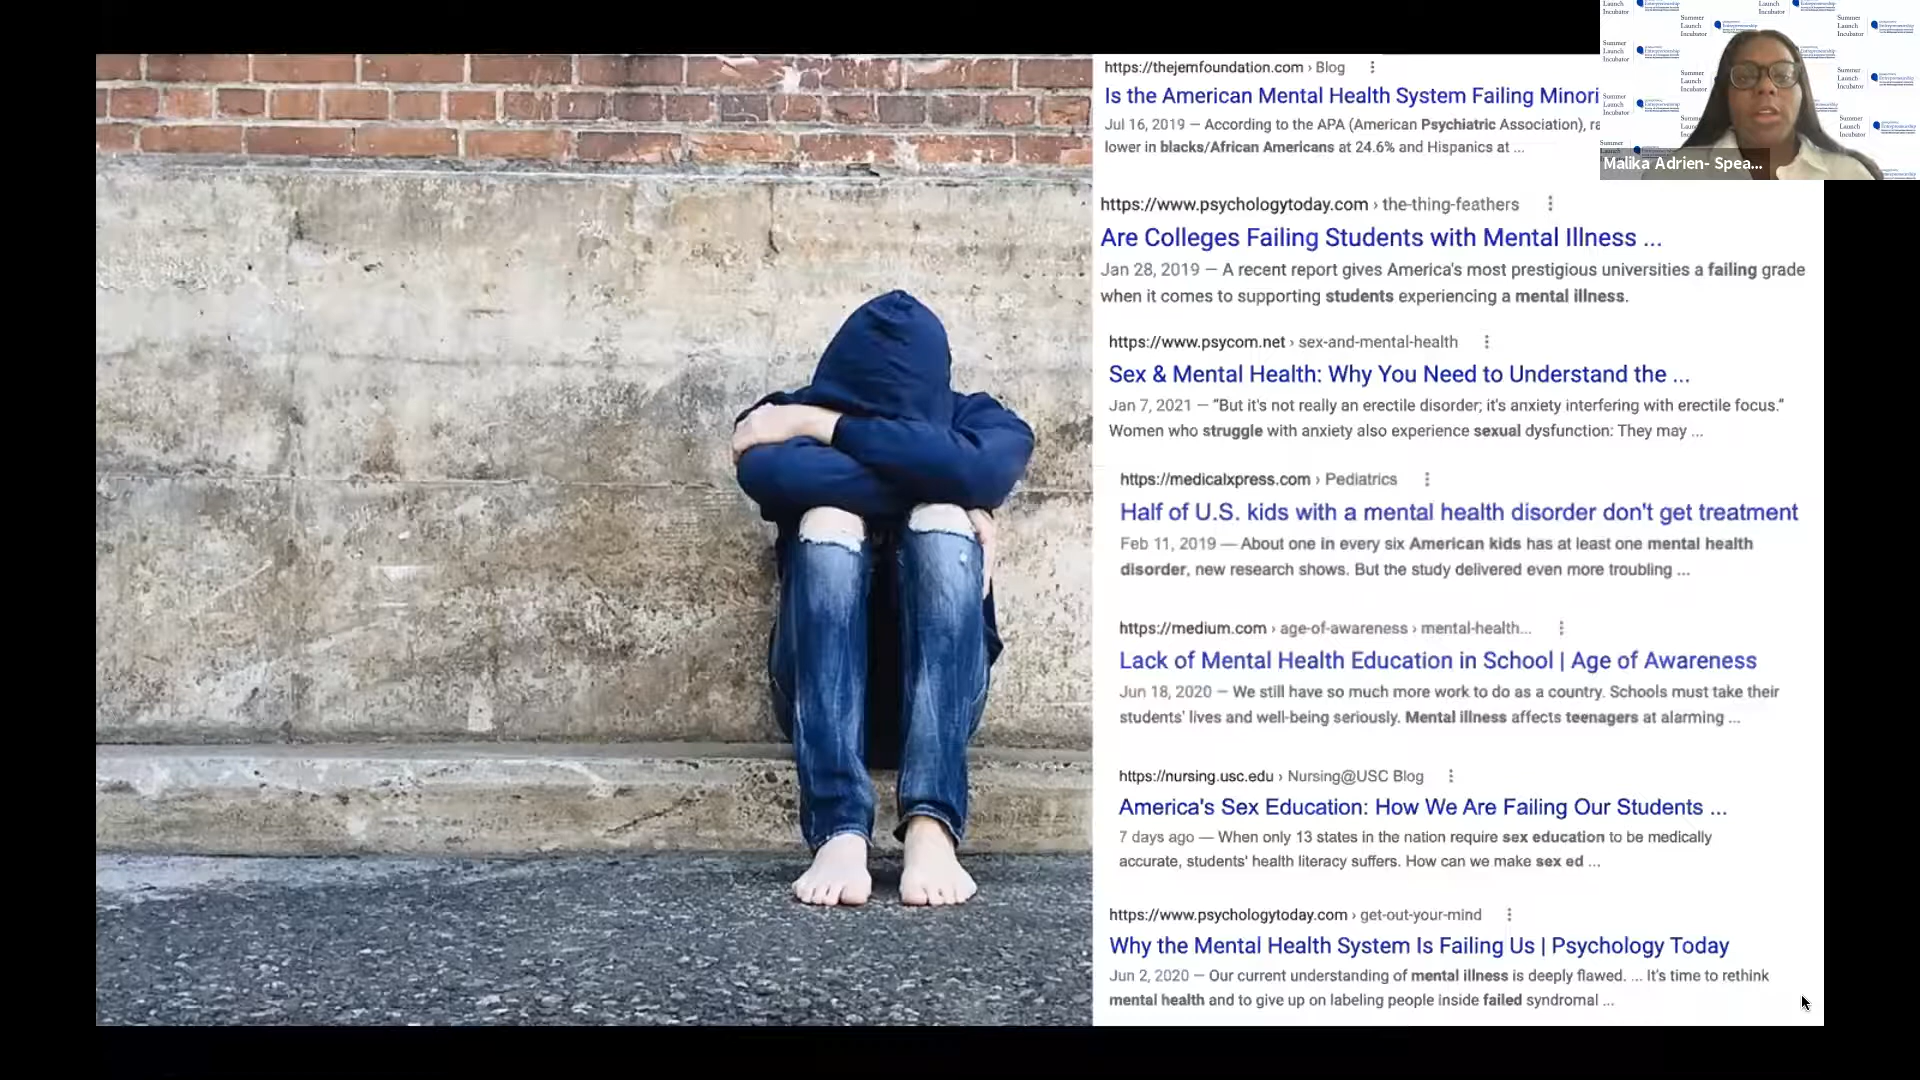 https://thejemfoundation.com › Blog
Is the American Mental Health System Failing Minori
Jul 16, 2019 — According to the APA (American Psychiatric Association), ra
lower in blacks/African Americans at 24.6% and Hispanics at ...
https://www.psychologytoday.com › the-thing-feathers
Are Colleges Failing Students with Mental Illness ...
Jan 28, 2019 — A recent report gives America's most prestigious universities a failing grade
when it comes to supporting students experiencing a mental illness.
https://www.psycom.net › sex-and-mental-health
Sex & Mental Health: Why You Need to Understand the ...
Jan 7, 2021 — "But it's not really an erectile disorder; it's anxiety interfering with erectile focus."
Women who struggle with anxiety also experience sexual dysfunction: They may ...
https://medicalxpress.com › Pediatrics
Half of U.S. kids with a mental health disorder don't get treatment
Feb 11, 2019 — About one in every six American kids has at least one mental health
disorder, new research shows. But the study delivered even more troubling ...
https://medium.com › age-of-awareness › mental-health...
Lack of Mental Health Education in School | Age of Awareness
Jun 18, 2020 — We still have so much more work to do as a country. Schools must take their
students' lives and well-being seriously. Mental illness affects teenagers at alarming ...
https://nursing.usc.edu › Nursing@USC Blog
America's Sex Education: How We Are Failing Our Students ...
7 days ago — When only 13 states in the nation require sex education to be medically
accurate, students' health literacy suffers. How can we make sex ed ...
https://www.psychologytoday.com › get-out-your-mind
Why the Mental Health System Is Failing Us | Psychology Today
Jun 2, 2020 — Our current understanding of mental illness is deeply flawed. ... It's time to rethink
mental health and to give up on labeling people inside failed syndromal ...
Summer
Launch
Incubator
Entrepreneurship
Malika Adrien- Spea...